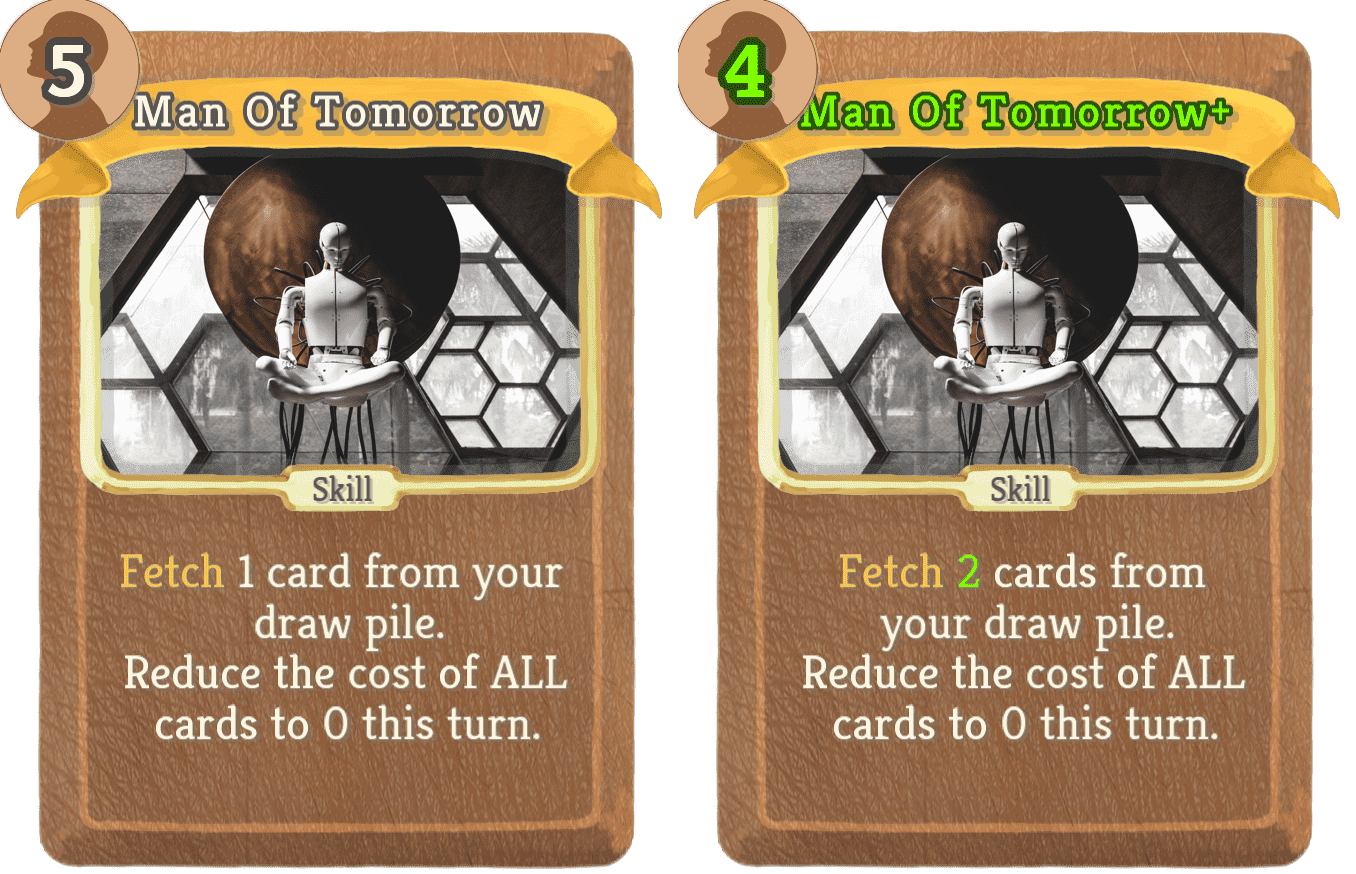 5
Man Of Tomorrow
Skill
Fetch 1 card from your
draw pile.
Reduce the cost of ALL
cards to 0 this turn.
4
Man Of Tomorrow+
Skill
Fetch 2 cards from
your draw pile.
Reduce the cost of ALL
cards to 0 this turn.